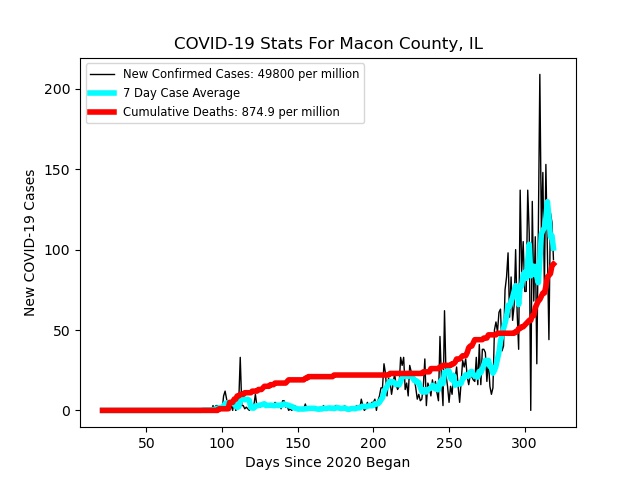 COVID-19 Stats For Macon County, IL
New Confirmed Cases: 49800 per million
7 Day Case Average
Cumulative Deaths: 874.9 per million
New COVID-19 Cases
200
150
100
50
0
50 100 150 200 250 300
Days Since 2020 Began